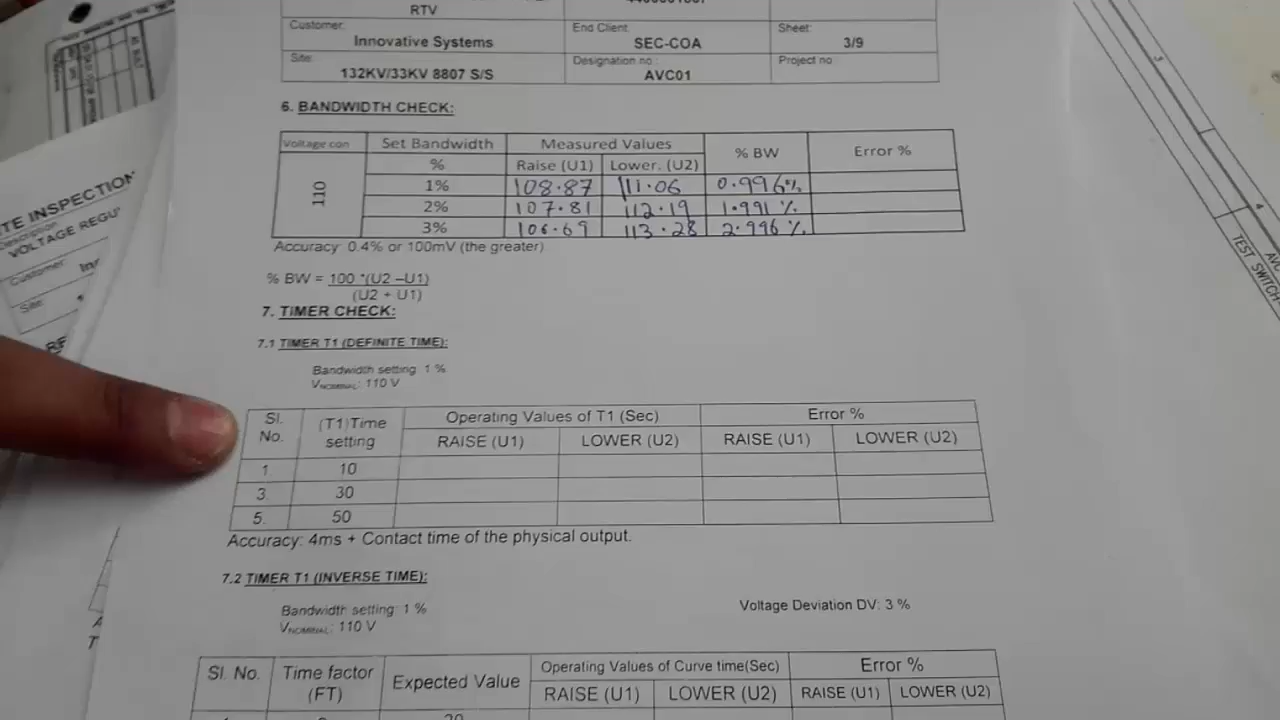 RTV
Customer: Innovative Systems End Client SEC-COA Sheet: 3/9
Site: 132KV/33KV 8807 S/S Designation no : AVC01 Project no
6. BANDWIDTH CHECK:
Voltage con Set Bandwidth Measured Values % BW Error %
% Raise (U1) Lower. (U2)
110 1% 108.87 111.06 0.996%
2% 107.81 112.19 1.991 %
3% 106.69 113.28 2.996 %
Accuracy: 0.4% or 100mV (the greater)
% BW = 100 *(U2 –U1)
(U2 + U1)
7. TIMER CHECK:
7.1 TIMER T1 (DEFINITE TIME):
Bandwidth setting: 1 %
VNOMINAL: 110 V
Sl. No. (T1)Time setting Operating Values of T1 (Sec) Error %
RAISE (U1) LOWER (U2) RAISE (U1) LOWER (U2)
1. 10
3. 30
5. 50
Accuracy: 4ms + Contact time of the physical output.
7.2 TIMER T1 (INVERSE TIME):
Bandwidth setting: 1 % Voltage Deviation DV: 3 %
VNOMINAL: 110 V
Sl. No. Time factor (FT) Expected Value Operating Values of Curve time(Sec) Error %
RAISE (U1) LOWER (U2) RAISE (U1) LOWER (U2)
TE INSPECTION
Description
VOLTAGE REGU
Customer: Inn
Site:
TEST SWITCH